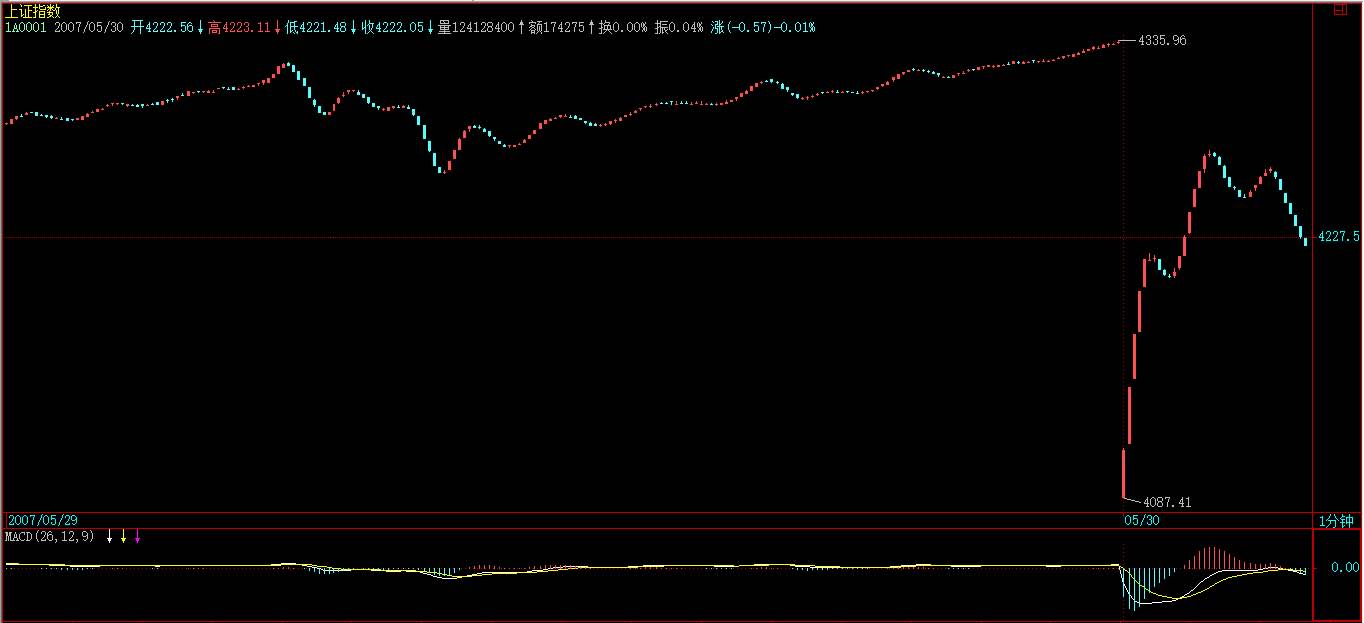 上证指数
1A0001 2007/05/30 开4222.56↓高4223.11↓低4221.48↓收4222.05↓量124128400↑额174275↑换0.00% 振0.04% 涨(-0.57)-0.01%
4335.96
4227.5
4087.41
2007/05/29 05/30 1分钟
MACD(26,12,9) ↓ ↓ ↓
0.00